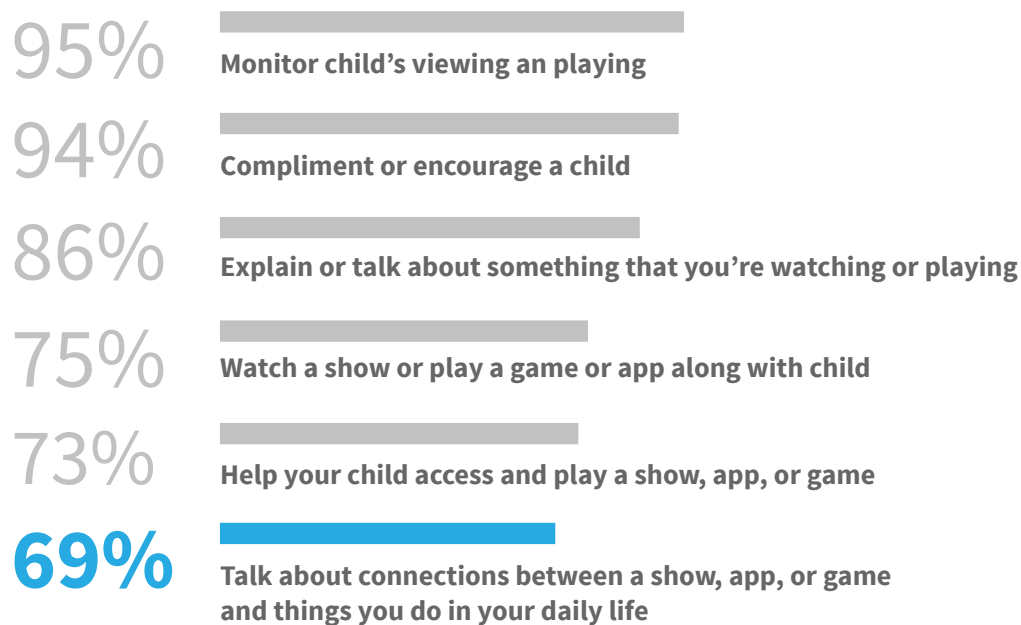 95%
Monitor child’s viewing an playing
94%
Compliment or encourage a child
86%
Explain or talk about something that you’re watching or playing
75%
Watch a show or play a game or app along with child
73%
Help your child access and play a show, app, or game
69%
Talk about connections between a show, app, or game
and things you do in your daily life